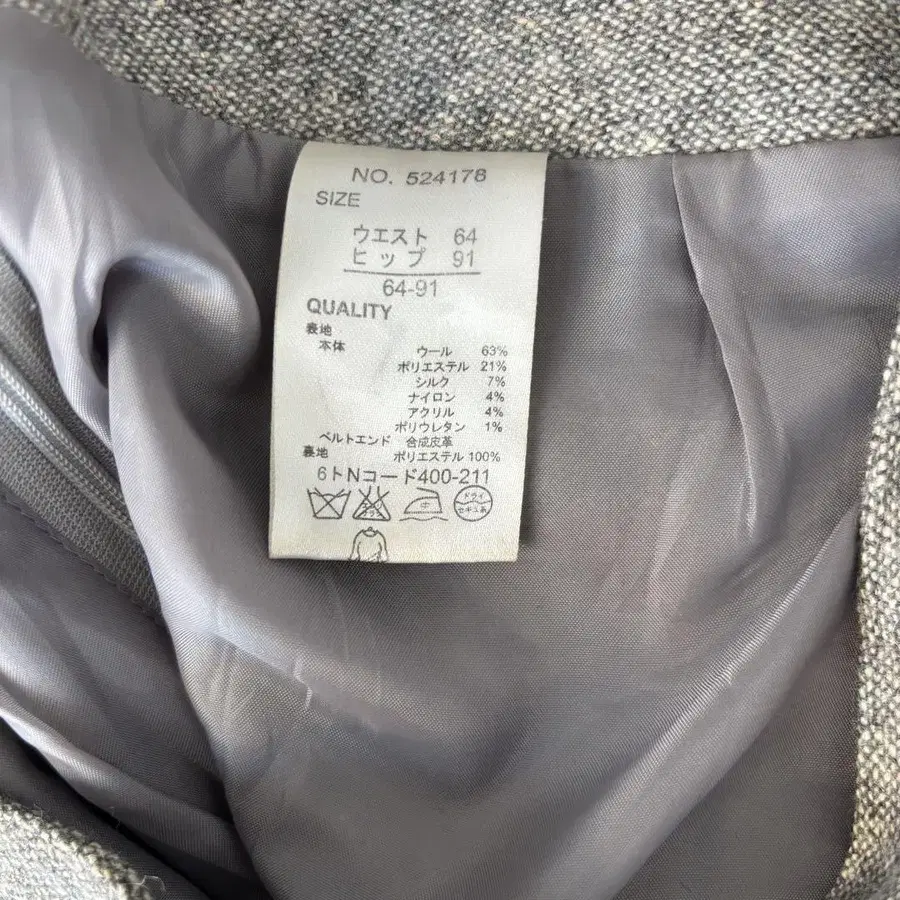 NO. 524178
SIZE
ウエスト 64
ヒップ 91
64-91
QUALITY
表地
本体
ウール 63%
ポリエステル 21%
シルク 7%
ナイロン 4%
アクリル 4%
ポリウレタン 1%
ベルトエンド 合成皮革
裏地 ポリエステル 100%
6トNコード400-211
ドライ
セキユ系